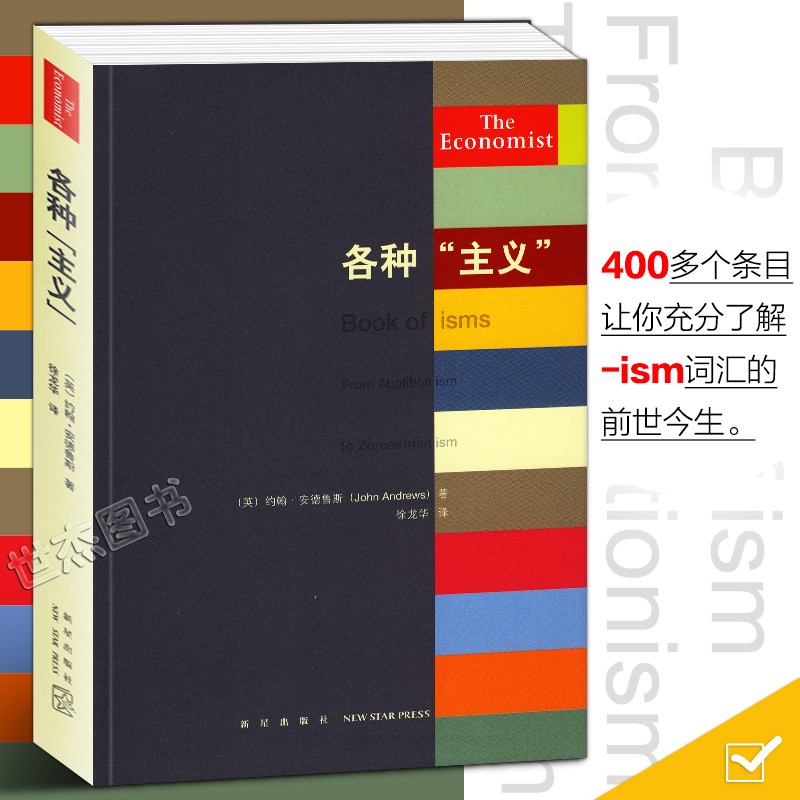 The
Economist
各种“主义”
Book of isms
From Abolitionism
to Zoroastrianism
（英）约翰·安德鲁斯（John Andrews）著
徐龙华 译
新星出版社 NEW STAR PRESS
The
Economist
各种「主义」
（英）约翰·安德鲁斯 著
徐龙华 译
新星出版社
NEW STAR PRESS
世杰图书
400多个条目
让你充分了解
-ism词汇的
前世今生。